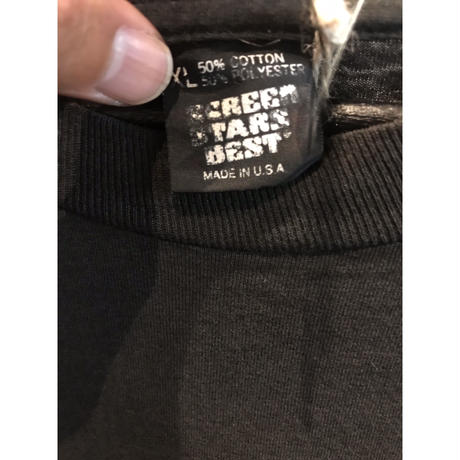 XL 50% COTTON
50% POLYESTER
SCREEN
STARS
BEST
MADE IN U.S.A